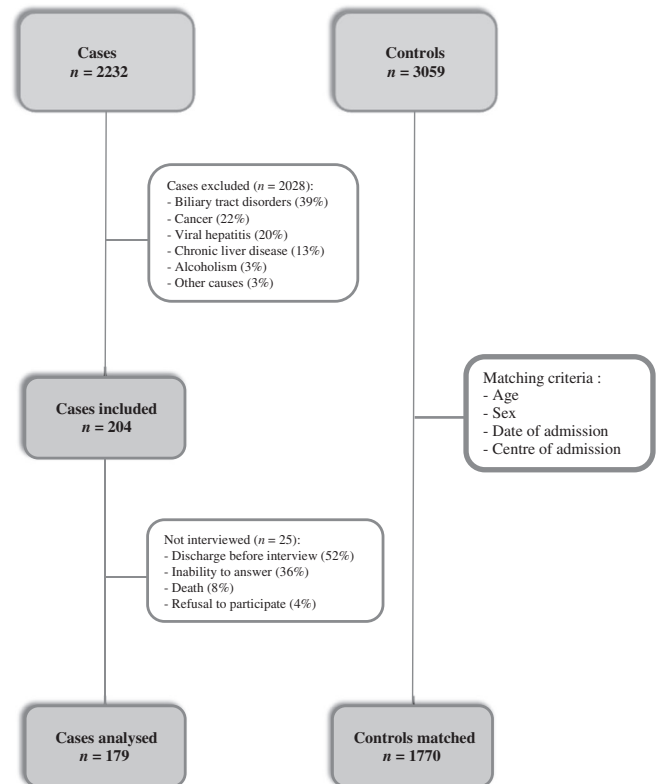 Cases
n = 2232
Controls
n = 3059
Cases excluded (n = 2028):
- Biliary tract disorders (39%)
- Cancer (22%)
- Viral hepatitis (20%)
- Chronic liver disease (13%)
- Alcoholism (3%)
- Other causes (3%)
Matching criteria :
- Age
- Sex
- Date of admission
- Centre of admission
Cases included
n = 204
Not interviewed (n = 25):
- Discharge before interview (52%)
- Inability to answer (36%)
- Death (8%)
- Refusal to participate (4%)
Cases analysed
n = 179
Controls matched
n = 1770